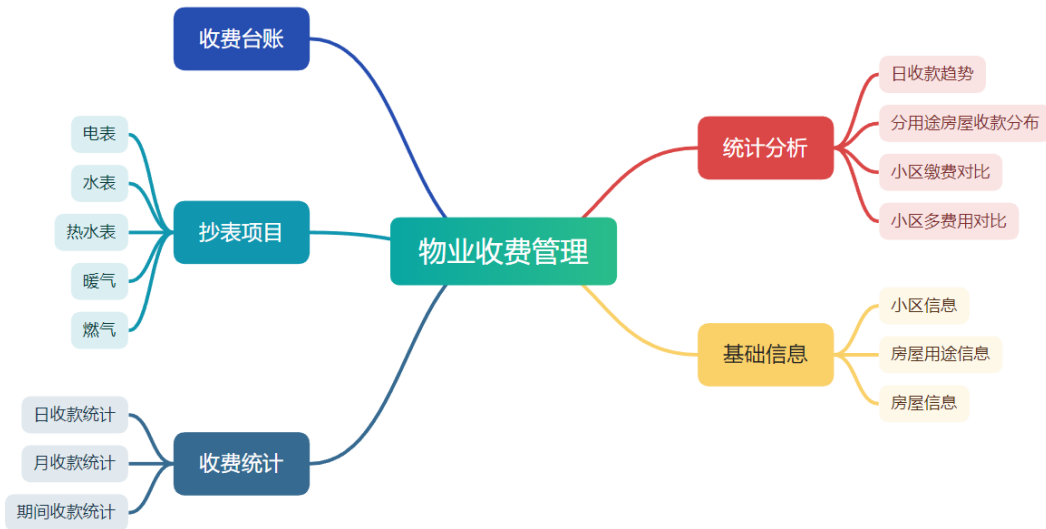 收费台账
电表
水表
热水表
暖气
燃气
抄表项目
日收款统计
月收款统计
期间收款统计
收费统计
物业收费管理
统计分析
日收款趋势
分用途房屋收款分布
小区缴费对比
小区多费用对比
基础信息
小区信息
房屋用途信息
房屋信息